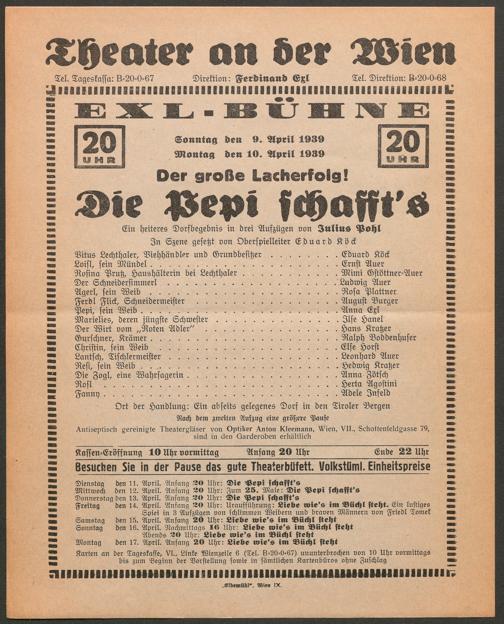 Theater an der Wien
Tel. Tageskassa: B-20-0-67 Direktion: Ferdinand Exl Tel. Direktion: B-20-0-68
EXL-BÜHNE
20 UHR
Sonntag den 9. April 1939
Montag den 10. April 1939
20 UHR
Der große Lacherfolg!
Die Pepi schafft's
Ein heiteres Dorfbegebnis in drei Aufzügen von Julius Pohl
In Szene gesetzt von Oberspielleiter Eduard Köck
Vitus Lechthaler, Viehhändler und Grundbesitzer . . . Eduard Köck
Loisl, sein Mündel . . . Ernst Auer
Rosina Prutz, Haushälterin bei Lechthaler . . . Mimi Gstöttner-Auer
Der Schneidersimmerl . . . Ludwig Auer
Agerl, sein Weib . . . Rosa Plattner
Ferdl Flick, Schneidermeister . . . August Burger
Pepi, sein Weib . . . Anna Exl
Marielies, deren jüngste Schwester . . . Ilse Hanel
Der Wirt vom „Roten Adler" . . . Hans Kratzer
Gurschner, Krämer . . . Ralph Boddenhuser
Christin, sein Weib . . . Else Horst
Lantsch, Tischlermeister . . . Leonhard Auer
Resi, sein Weib . . . Hedwig Kratzer
Die Zogl, eine Wahrsagerin . . . Anna Fötsch
Rosl . . . Herta Agostini
Fanny . . . Adele Infeld
Ort der Handlung: Ein abseits gelegenes Dorf in den Tiroler Bergen
Nach dem zweiten Aufzug eine größere Pause
Antiseptisch gereinigte Theatergläser von Optiker Anton Kleemann, Wien, VII., Schottenfeldgasse 79,
sind in den Garderoben erhältlich
Kassen-Eröffnung 10 Uhr vormittag Anfang 20 Uhr Ende 22 Uhr
Besuchen Sie in der Pause das gute Theaterbüfett. Volkstüml. Einheitspreise
Dienstag den 11. April. Anfang 20 Uhr: Die Pepi schafft's
Mittwoch den 12. April. Anfang 20 Uhr: Zum 25. Male: Die Pepi schafft's
Donnerstag den 13. April. Anfang 20 Uhr: Die Pepi schafft's
Freitag den 14. April. Anfang 20 Uhr: Uraufführung: Liebe wie's im Büchl steht. Ein lustiges
Spiel in 3 Aufzügen von schlimmen Weibern und braven Männern von Friedl Tomek
Samstag den 15. April. Anfang 20 Uhr: Liebe wie's im Büchl steht
Sonntag den 16. April. Nachmittags 16 Uhr: Liebe wie's im Büchl steht
Abends 20 Uhr: Liebe wie's im Büchl steht
Montag den 17. April. Anfang 20 Uhr: Liebe wie's im Büchl steht
Karten an der Tageskassa, VI., Linke Wienzeile 6 (Tel. B-20-0-67) ununterbrochen von 10 Uhr vormittags
bis zum Beginn der Vorstellung sowie in sämtlichen Kartenbüros ohne Zuschlag
„Elbemühl", Wien IX.